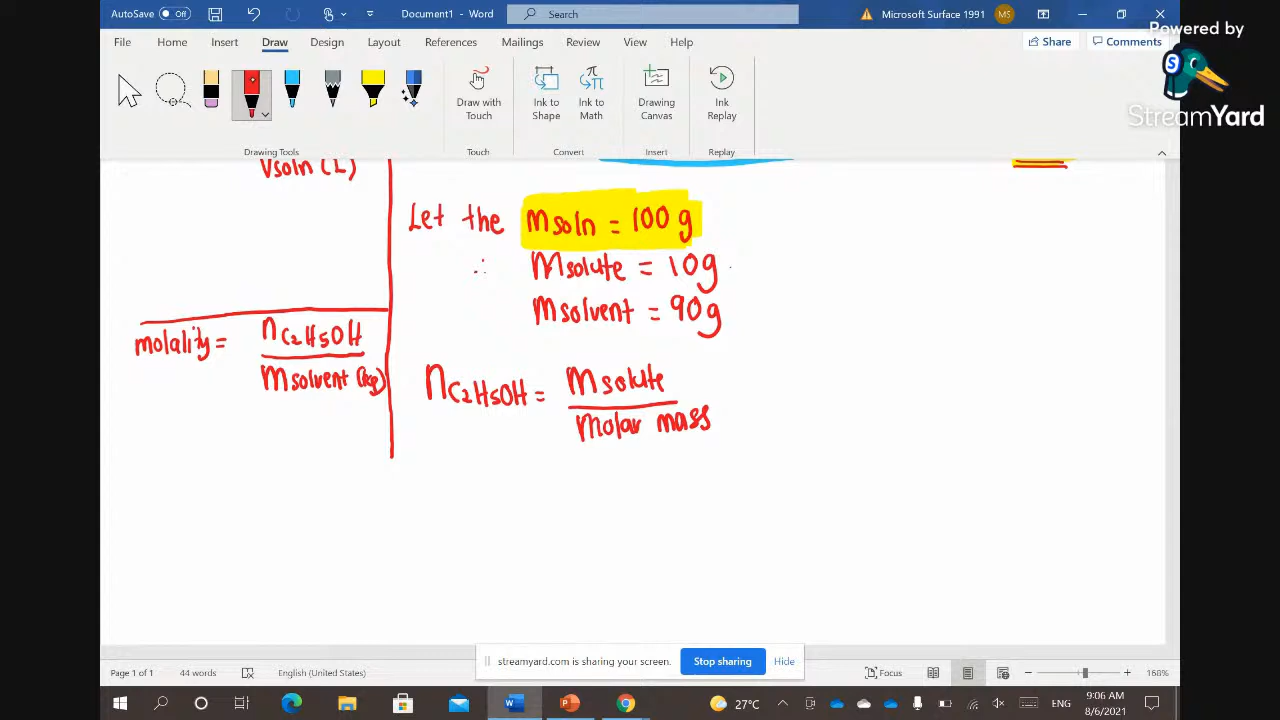 AutoSave Off
Document1 - Word
Search
Microsoft Surface 1991
MS
Powered by
StreamYard
File Home Insert Draw Design Layout References Mailings Review View Help
Share Comments
Draw with Touch
Ink to Shape
Ink to Math
Drawing Canvas
Ink Replay
Drawing Tools
Touch
Convert
Insert
Replay
Vsoln (L)
Let the msoln = 100 g
∴ Msolute = 10g
Msolvent = 90g
molality = nC₂H₅OH
Msolvent (kg)
nC₂H₅OH = Msolute
Molar mass
streamyard.com is sharing your screen.
Stop sharing
Hide
Page 1 of 1
44 words
English (United States)
Focus
168%
27°C
ENG
9:06 AM
8/6/2021